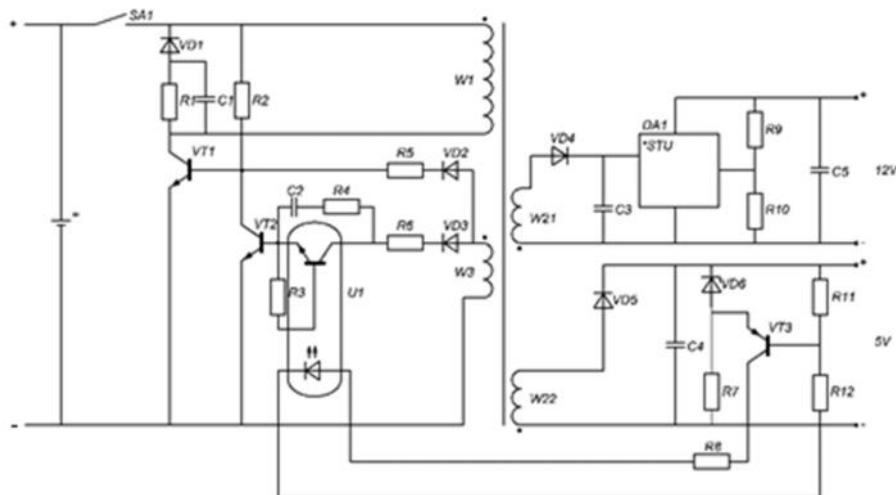 +
SA1
VD1
W1
R1
C1
R2
+
DA1
*STU
R9
VD4
VT1
R5
VD2
C5
12V
C2
R4
W21
C3
R10
VT2
R6
VD3
-
+
W3
R3
U1
VD5
VD6
R11
VT3
C4
5V
W22
R7
R12
-
-
R8